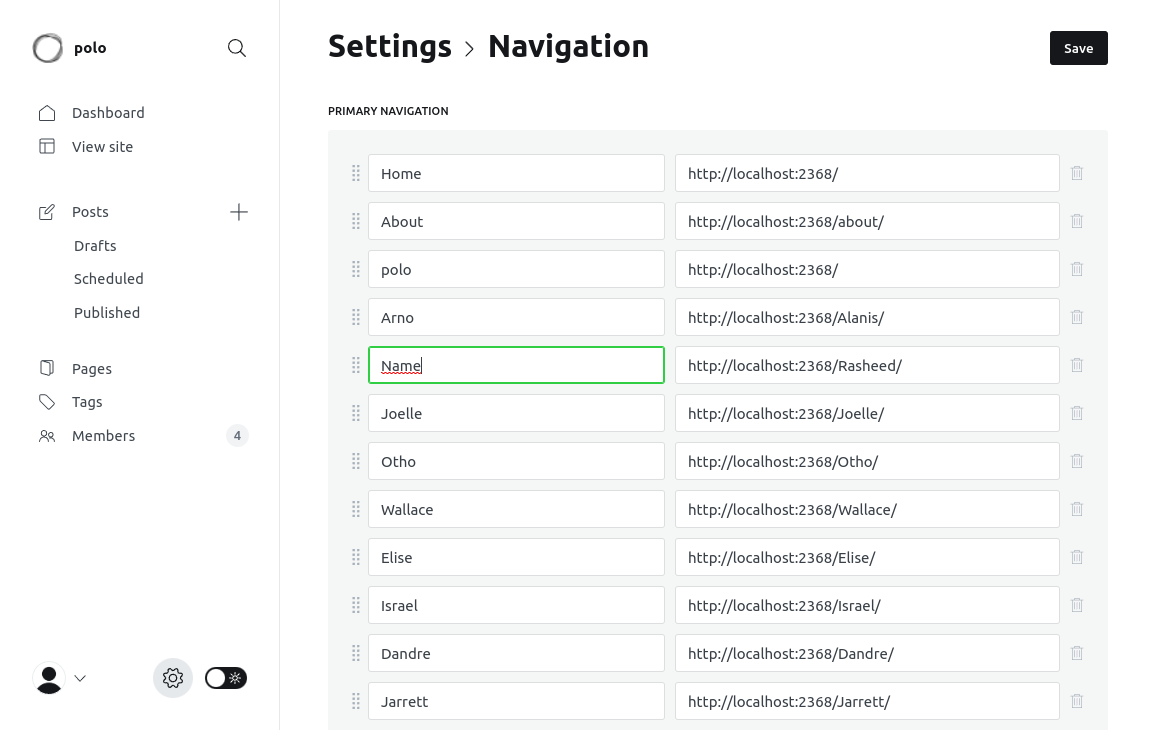 polo
Dashboard
View site
Posts
Drafts
Scheduled
Published
Pages
Tags
Members 4
Settings > Navigation
Save
PRIMARY NAVIGATION
Home http://localhost:2368/
About http://localhost:2368/about/
polo http://localhost:2368/
Arno http://localhost:2368/Alanis/
Name http://localhost:2368/Rasheed/
Joelle http://localhost:2368/Joelle/
Otho http://localhost:2368/Otho/
Wallace http://localhost:2368/Wallace/
Elise http://localhost:2368/Elise/
Israel http://localhost:2368/Israel/
Dandre http://localhost:2368/Dandre/
Jarrett http://localhost:2368/Jarrett/